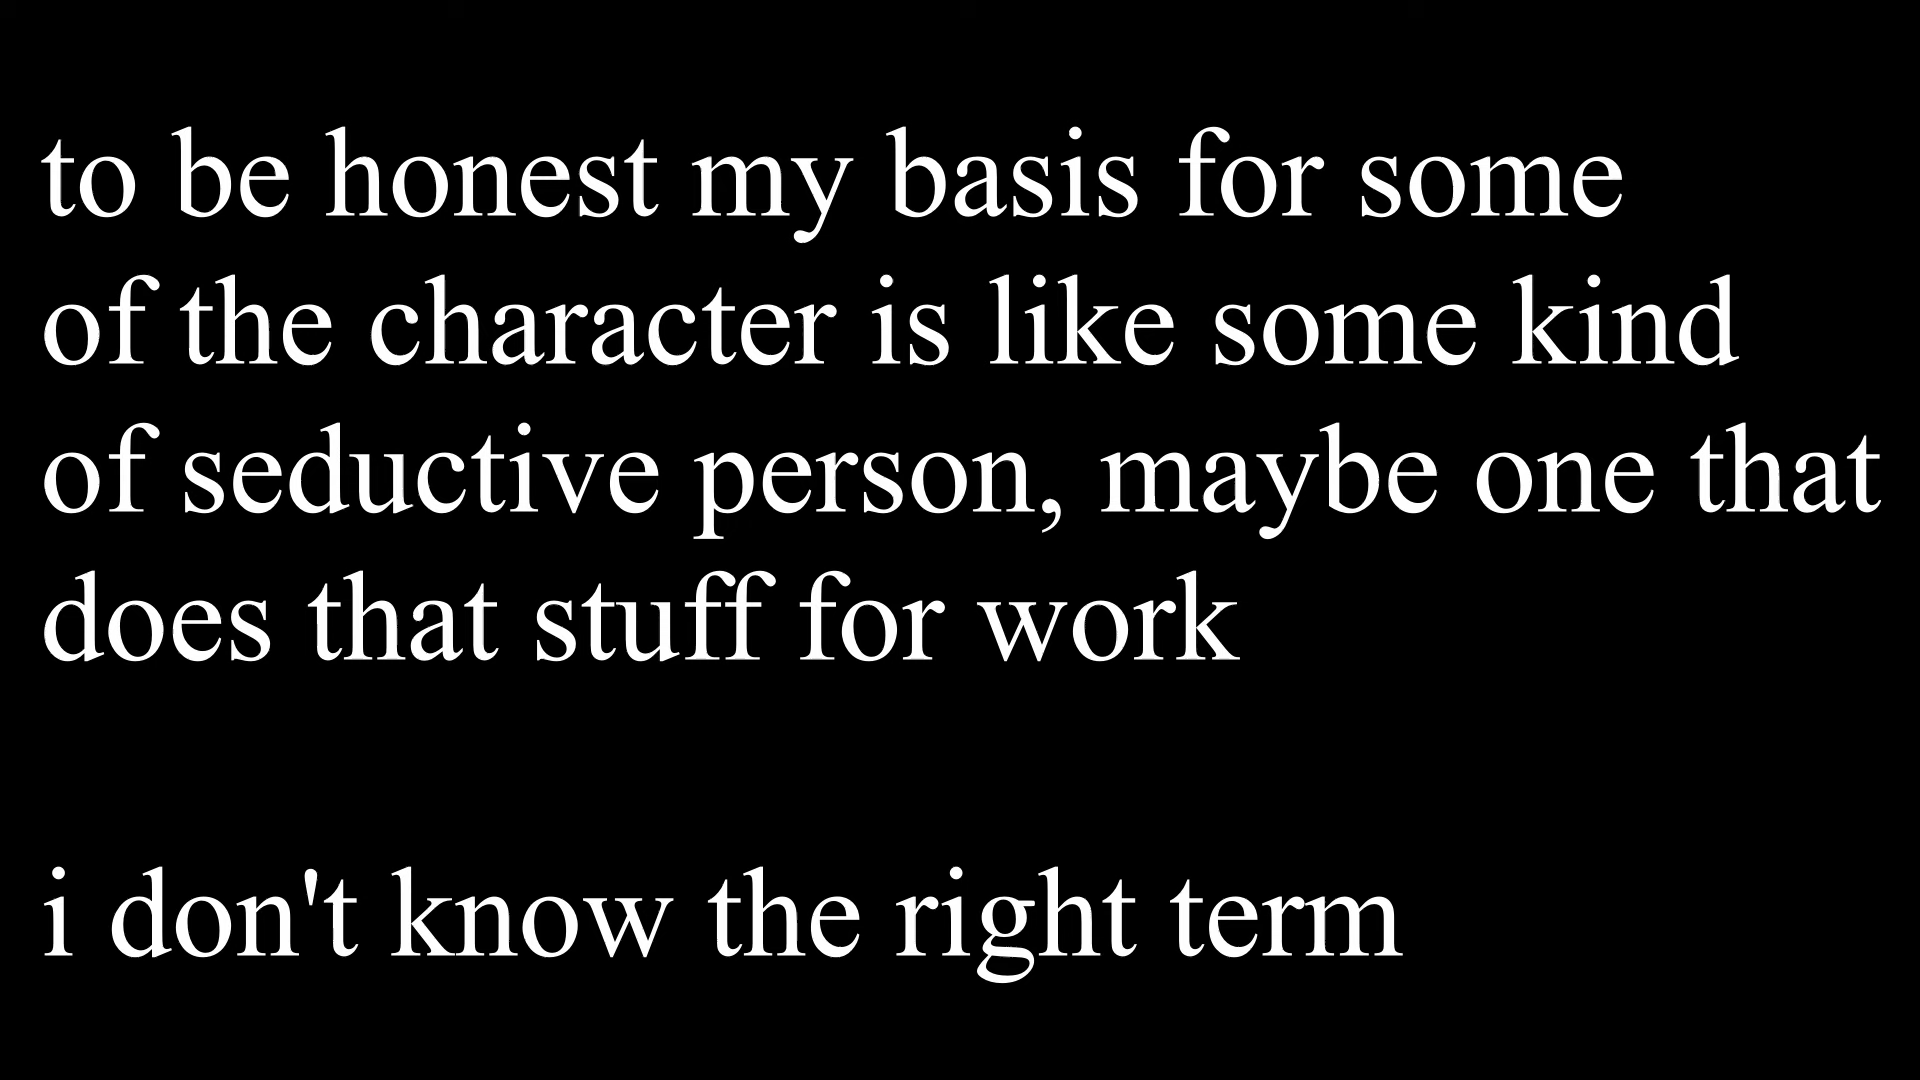 to be honest my basis for some
of the character is like some kind
of seductive person, maybe one that
does that stuff for work
i don't know the right term